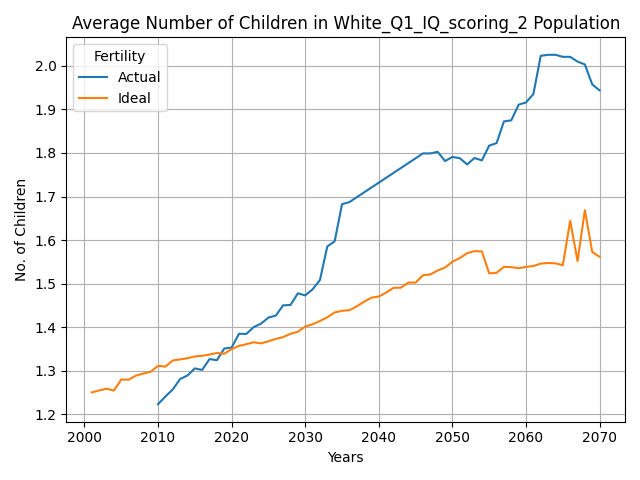 Average Number of Children in White_Q1_IQ_scoring_2 Population
Fertility
Actual
Ideal
No. of Children
2.0
1.9
1.8
1.7
1.6
1.5
1.4
1.3
1.2
2000 2010 2020 2030 2040 2050 2060 2070
Years